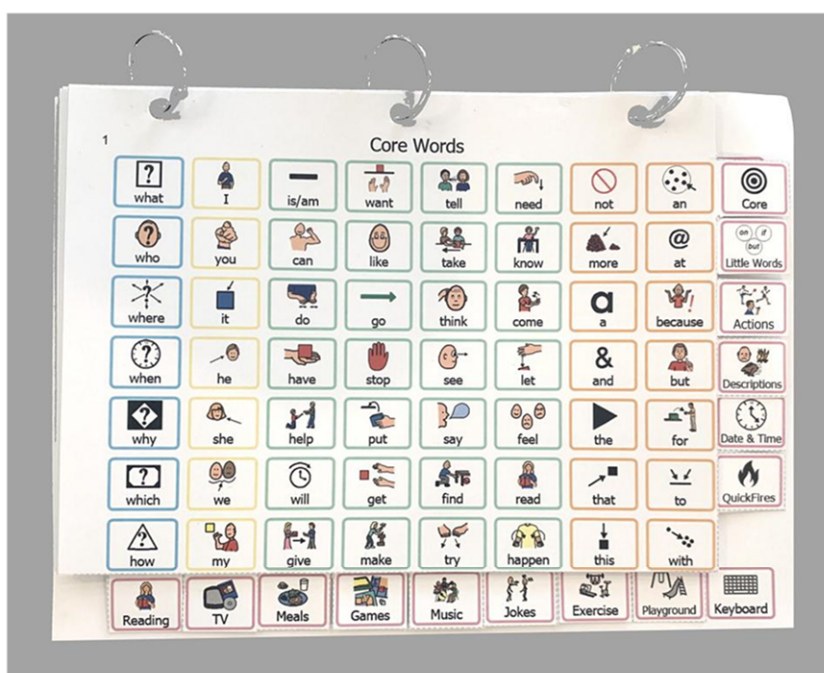 1
Core Words
what I is/am want tell need not an Core
who you can like take know more @ at on if but Little Words
where it do go think come a a because Actions
when he have stop see let & and but Descriptions
why she help put say feel the for Date & Time
which we will get find read that to QuickFires
how my give make try happen this with
Reading TV Meals Games Music Jokes Exercise Playground Keyboard